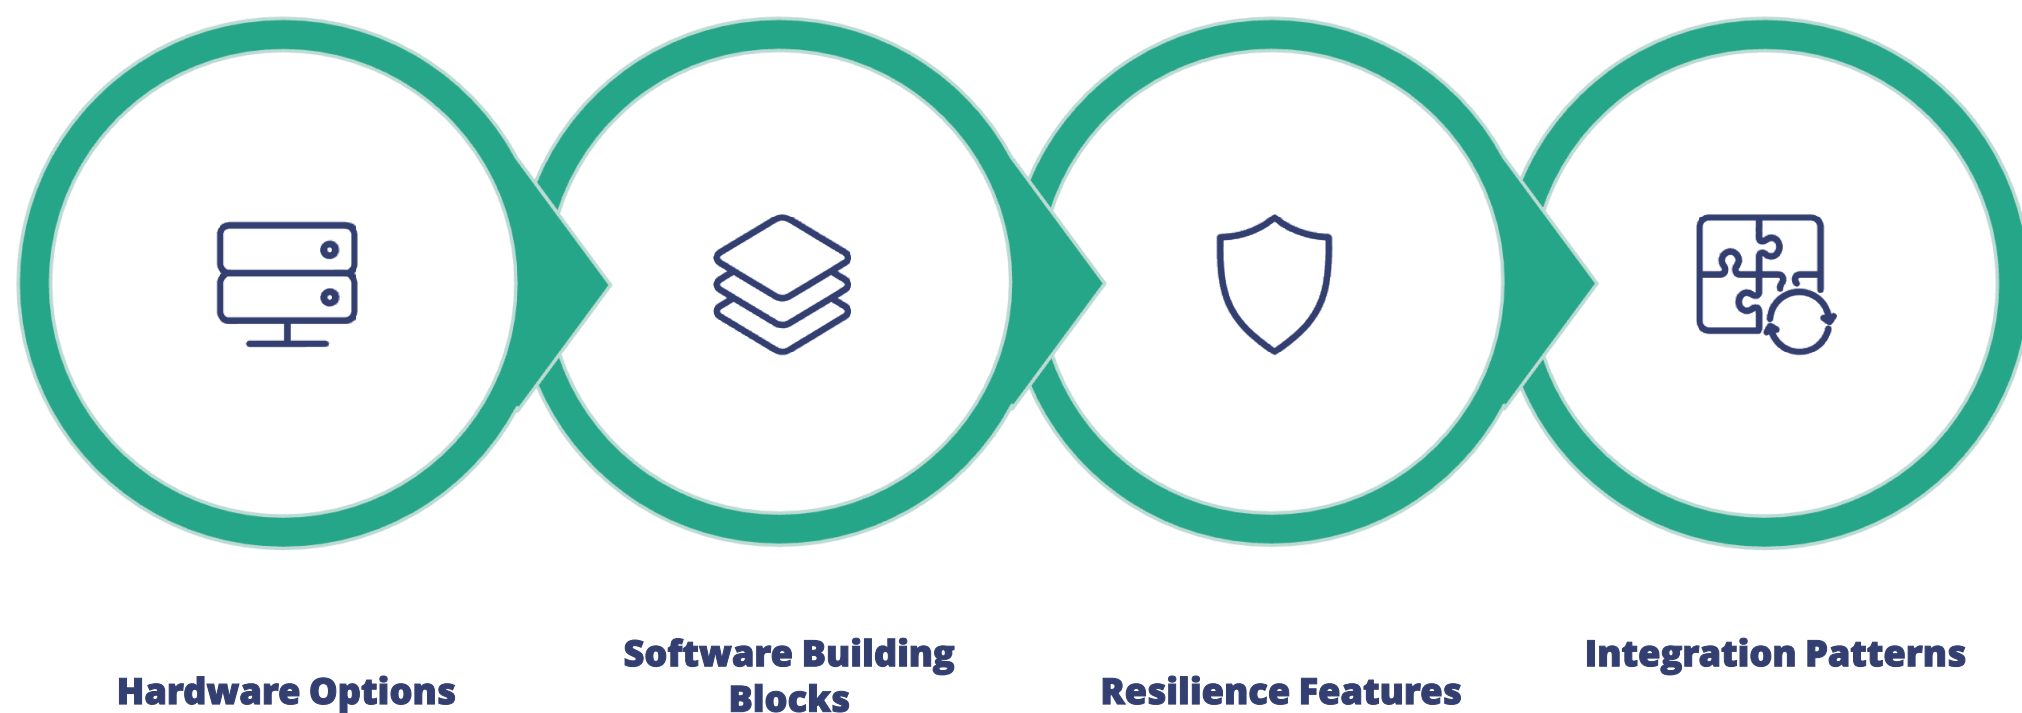 Hardware Options
Software Building
Blocks
Resilience Features
Integration Patterns